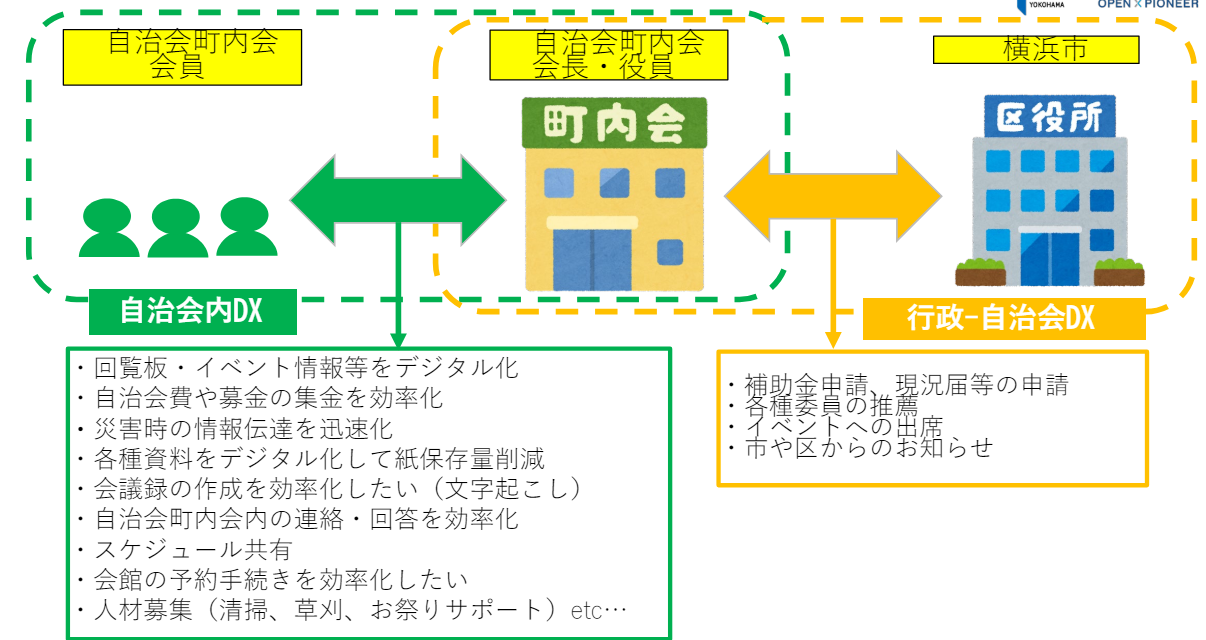 YOKOHAMA
OPEN X PIONEER
自治会町内会
会員
自治会町内会
会長・役員
横浜市
町内会
区役所
自治会内DX
行政-自治会DX
・回覧板・イベント情報等をデジタル化
・自治会費や募金の集金を効率化
・災害時の情報伝達を迅速化
・各種資料をデジタル化して紙保存量削減
・会議録の作成を効率化したい（文字起こし）
・自治会町内会内の連絡・回答を効率化
・スケジュール共有
・会館の予約手続きを効率化したい
・人材募集（清掃、草刈、お祭りサポート）etc…
・補助金申請、現況届等の申請
・各種委員の推薦
・イベントへの出席
・市や区からのお知らせ